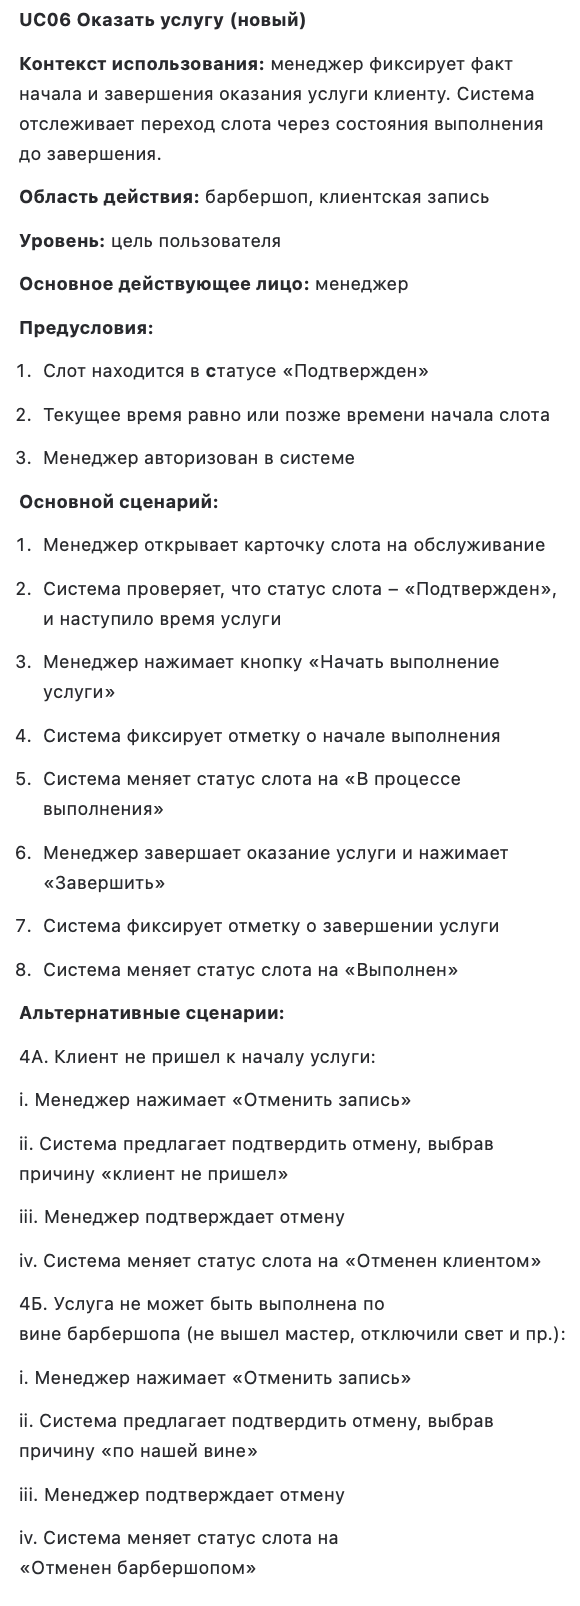 UC06 Оказать услугу (новый)
Контекст использования: менеджер фиксирует факт
начала и завершения оказания услуги клиенту. Система
отслеживает переход слота через состояния выполнения
до завершения.
Область действия: барбершоп, клиентская запись
Уровень: цель пользователя
Основное действующее лицо: менеджер
Предусловия:
1. Слот находится в статусе «Подтвержден»
2. Текущее время равно или позже времени начала слота
3. Менеджер авторизован в системе
Основной сценарий:
1. Менеджер открывает карточку слота на обслуживание
2. Система проверяет, что статус слота – «Подтвержден»,
и наступило время услуги
3. Менеджер нажимает кнопку «Начать выполнение
услуги»
4. Система фиксирует отметку о начале выполнения
5. Система меняет статус слота на «В процессе
выполнения»
6. Менеджер завершает оказание услуги и нажимает
«Завершить»
7. Система фиксирует отметку о завершении услуги
8. Система меняет статус слота на «Выполнен»
Альтернативные сценарии:
4А. Клиент не пришел к началу услуги:
i. Менеджер нажимает «Отменить запись»
ii. Система предлагает подтвердить отмену, выбрав
причину «клиент не пришел»
iii. Менеджер подтверждает отмену
iv. Система меняет статус слота на «Отменен клиентом»
4Б. Услуга не может быть выполнена по
вине барбершопа (не вышел мастер, отключили свет и пр.):
i. Менеджер нажимает «Отменить запись»
ii. Система предлагает подтвердить отмену, выбрав
причину «по нашей вине»
iii. Менеджер подтверждает отмену
iv. Система меняет статус слота на
«Отменен барбершопом»